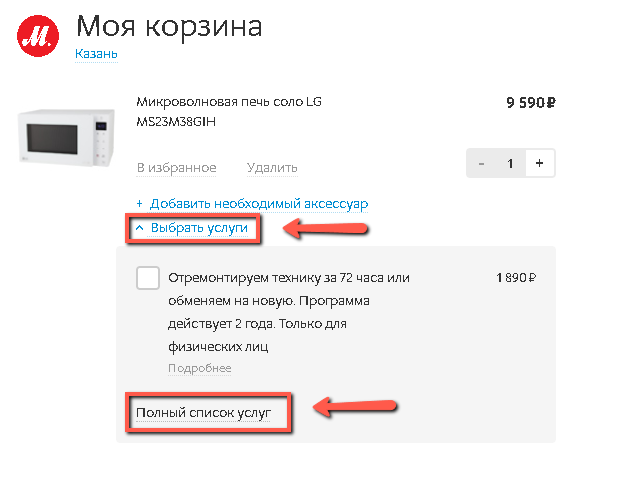 М.
Моя корзина
Казань
Микроволновая печь соло LG
MS23M38GIH
9 590 ₽
В избранное
Удалить
- 1 +
+ Добавить необходимый аксессуар
Выбрать услуги
Отремонтируем технику за 72 часа или
1 890 ₽
обменяем на новую. Программа
действует 2 года. Только для
физических лиц
Подробнее
Полный список услуг